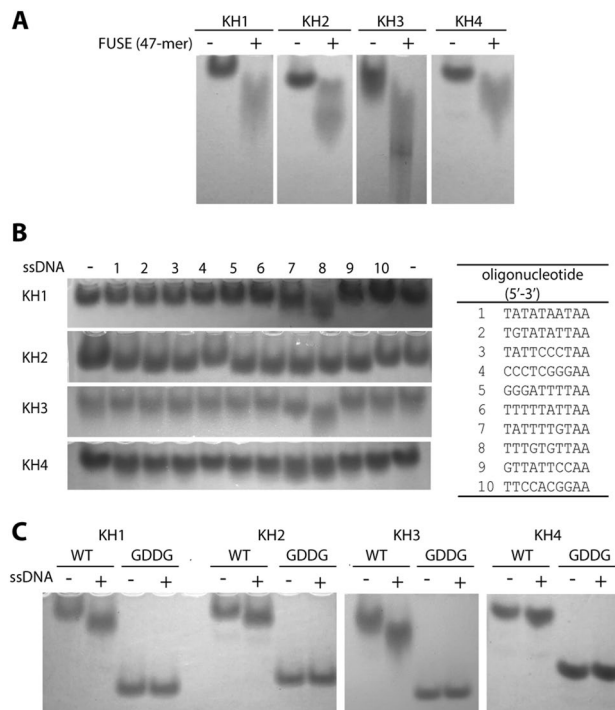 A
KH1 KH2 KH3 KH4
FUSE (47-mer) - + - + - + - +
B
ssDNA - 1 2 3 4 5 6 7 8 9 10 -
KH1
KH2
KH3
KH4
oligonucleotide
(5'-3')
1 TATATAATAA
2 TGTATATTAA
3 TATTCCCTAA
4 CCCTCGGGAA
5 GGGATTTTAA
6 TTTTTATTAA
7 TATTTTGTAA
8 TTTGTGTTAA
9 GTTATTCCAA
10 TTCCACGGAA
C
KH1 KH2 KH3 KH4
WT GDDG WT GDDG WT GDDG WT GDDG
ssDNA - + - + - + - + - + - + - + - +